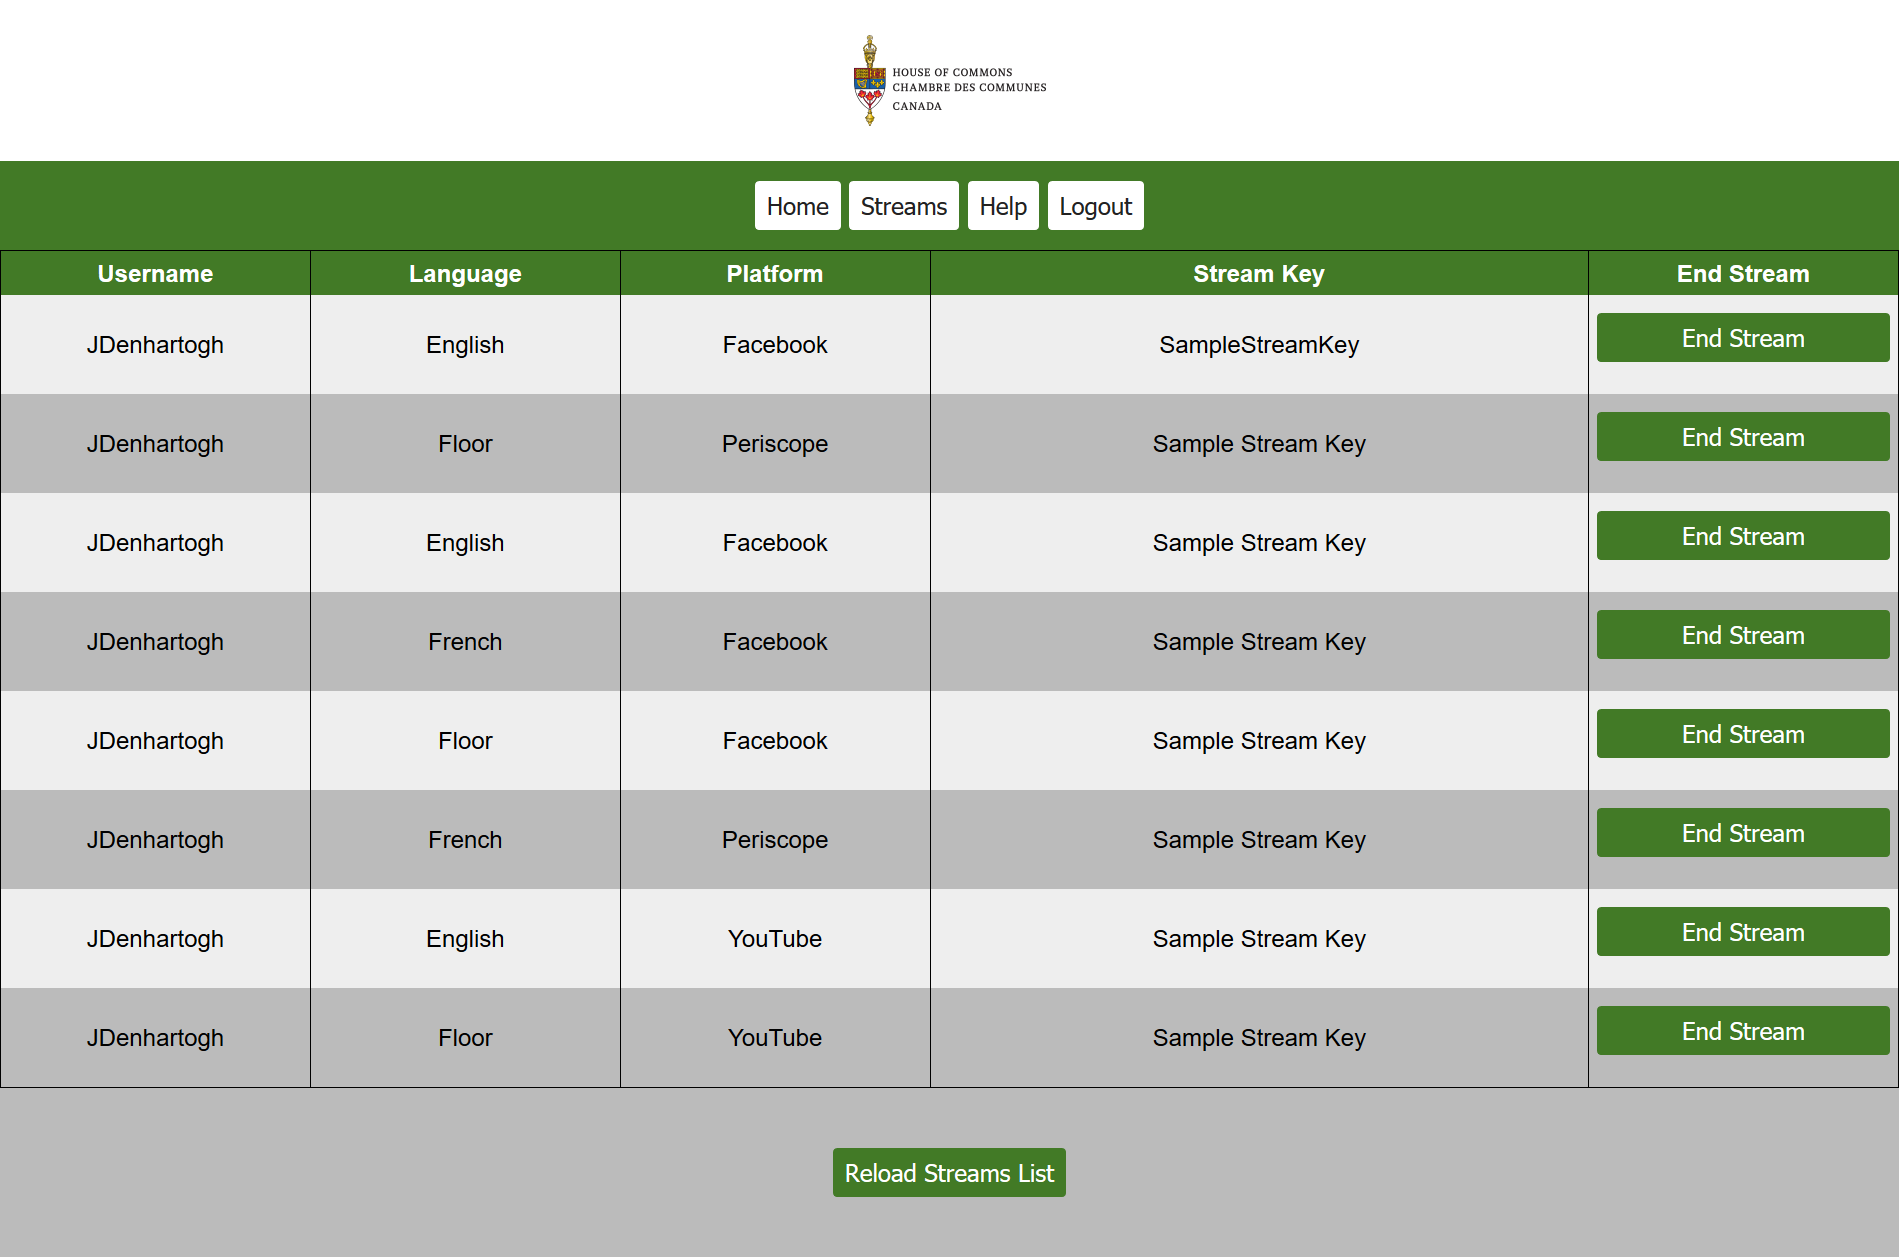 HOUSE OF COMMONS
CHAMBRE DES COMMUNES
CANADA
Home Streams Help Logout
Username Language Platform Stream Key End Stream
JDenhartogh English Facebook SampleStreamKey End Stream
JDenhartogh Floor Periscope Sample Stream Key End Stream
JDenhartogh English Facebook Sample Stream Key End Stream
JDenhartogh French Facebook Sample Stream Key End Stream
JDenhartogh Floor Facebook Sample Stream Key End Stream
JDenhartogh French Periscope Sample Stream Key End Stream
JDenhartogh English YouTube Sample Stream Key End Stream
JDenhartogh Floor YouTube Sample Stream Key End Stream
Reload Streams List